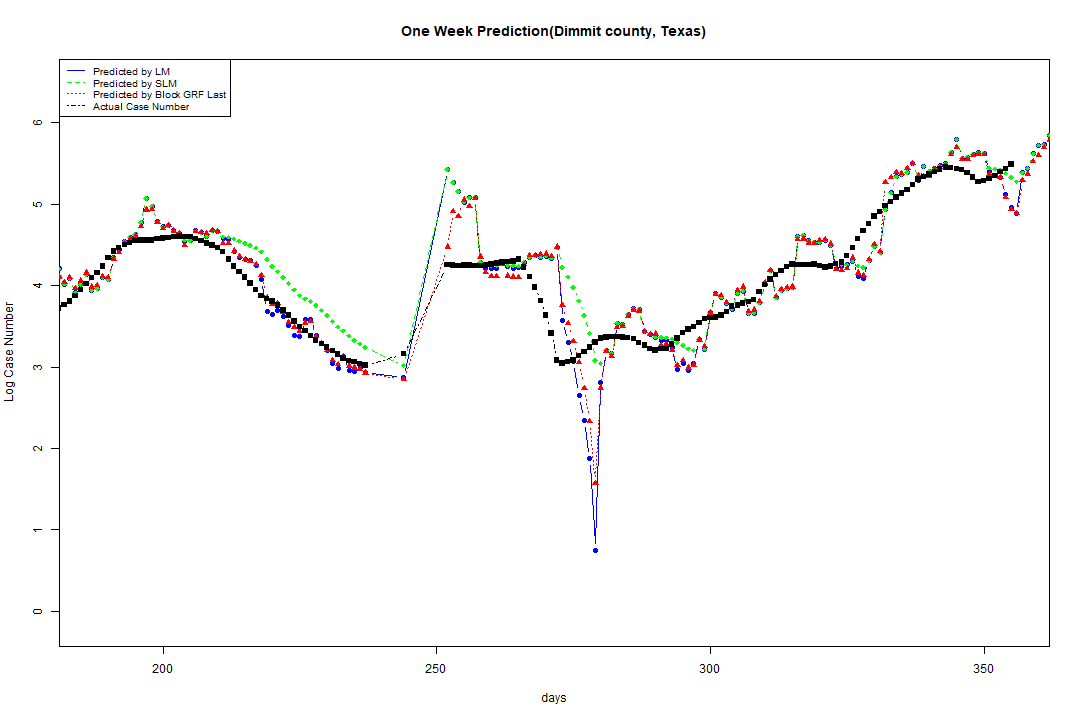 One Week Prediction(Dimmit county, Texas)
Predicted by LM
Predicted by SLM
Predicted by Block GRF Last
Actual Case Number
Log Case Number
6
5
4
3
2
1
0
200
250
300
350
days